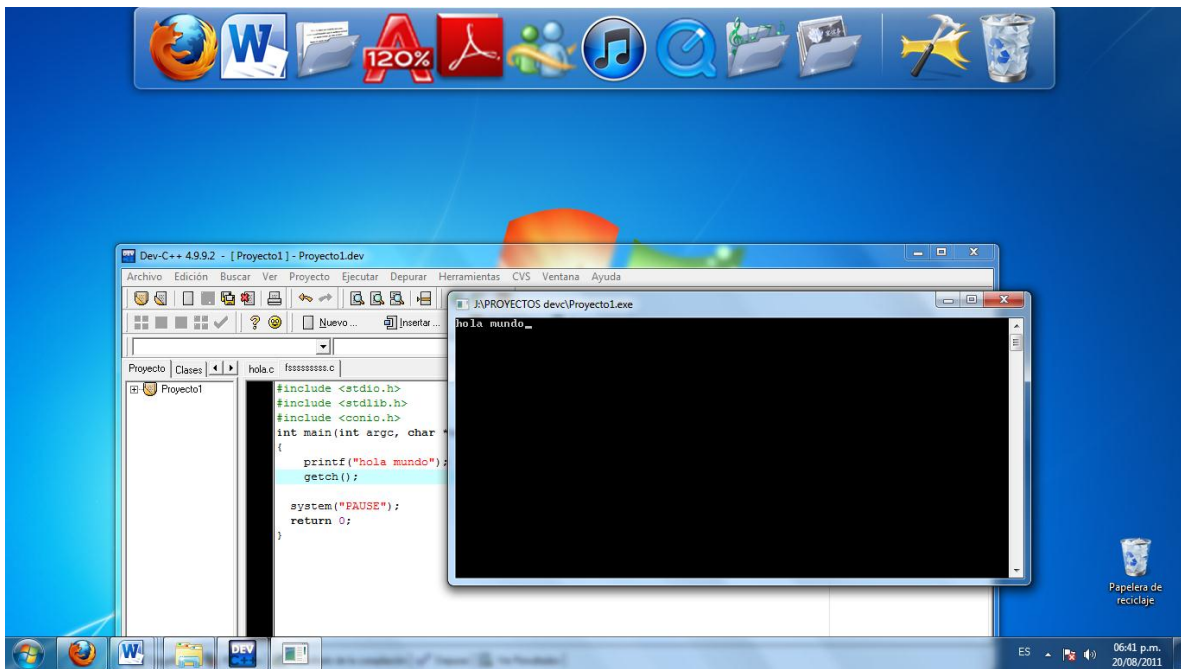 W
120%
Dev-C++ 4.9.9.2 - [ Proyecto1 ] - Proyecto1.dev
Archivo Edición Buscar Ver Proyecto Ejecutar Depurar Herramientas CVS Ventana Ayuda
Nuevo ... Insertar ...
Proyecto Clases hola.c fsssssssss.c
Proyecto1
#include <stdio.h>
#include <stdlib.h>
#include <conio.h>
int main(int argc, char *
{
printf("hola mundo");
getch();
system("PAUSE");
return 0;
}
J:\PROYECTOS devc\Proyecto1.exe
hola mundo_
Papelera de
reciclaje
W
DEV
C++
ES
06:41 p.m.
20/08/2011